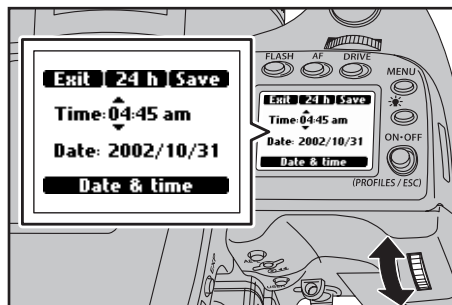 Exit 24 h Save
Time: 04:45 am
Date: 2002/10/31
Date & time
FLASH AF DRIVE
MENU
Exit 24 h Save
Time: 04:45 am
Date: 2002/10/31
Date & time
ON•OFF
(PROFILES / ESC)